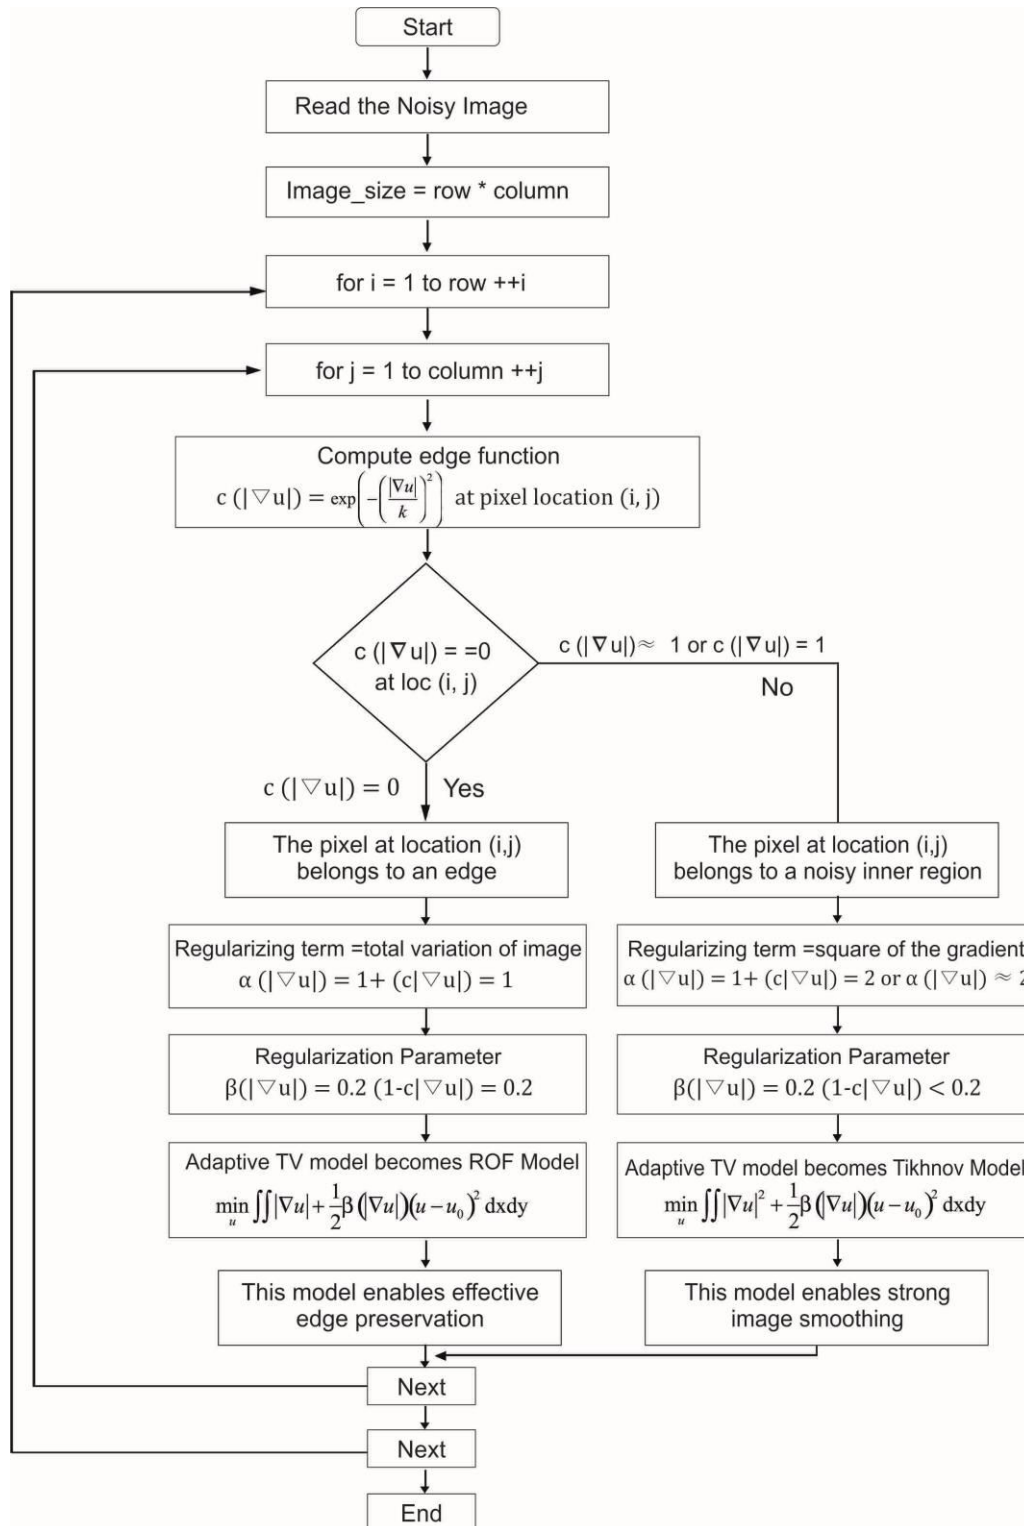 Start
Read the Noisy Image
Image_size = row * column
for i = 1 to row ++i
for j = 1 to column ++j
Compute edge function
c (|▽u|) = exp(-(|∇u|/k)²) at pixel location (i, j)
c (|∇u|) = =0
at loc (i, j)
c (|∇u|)≈ 1 or c (|∇u|) = 1
No
c (|▽u|) = 0
Yes
The pixel at location (i,j)
belongs to an edge
Regularizing term =total variation of image
α (|▽u|) = 1+ (c|▽u|) = 1
Regularization Parameter
β(|▽u|) = 0.2 (1-c|▽u|) = 0.2
Adaptive TV model becomes ROF Model
min u ∬|∇u| + 1/2 β (|∇u|)(u − u₀)² dxdy
This model enables effective
edge preservation
The pixel at location (i,j)
belongs to a noisy inner region
Regularizing term =square of the gradient
α (|▽u|) = 1+ (c|▽u|) = 2 or α (|▽u|) ≈ 2
Regularization Parameter
β(|▽u|) = 0.2 (1-c|▽u|) < 0.2
Adaptive TV model becomes Tikhnov Model
min u ∬|∇u|² + 1/2 β (|∇u|)(u − u₀)² dxdy
This model enables strong
image smoothing
Next
Next
End